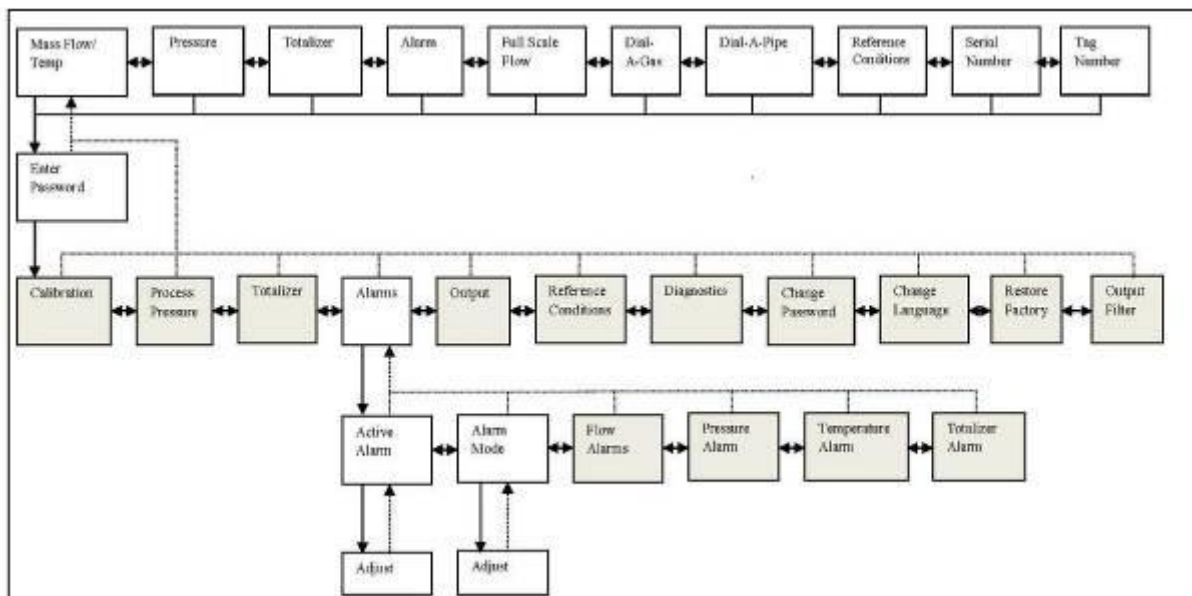 Mass Flow/
Temp
Pressure
Totalizer
Alarm
Full Scale
Flow
Dial-
A-Gas
Dial-A-Pipe
Reference
Conditions
Serial
Number
Tag
Number
Enter
Password
Calibration
Process
Pressure
Totalizer
Alarms
Output
Reference
Conditions
Diagnostics
Change
Password
Change
Language
Restore
Factory
Output
Filter
Active
Alarm
Alarm
Mode
Flow
Alarms
Pressure
Alarm
Temperature
Alarm
Totalizer
Alarm
Adjust
Adjust